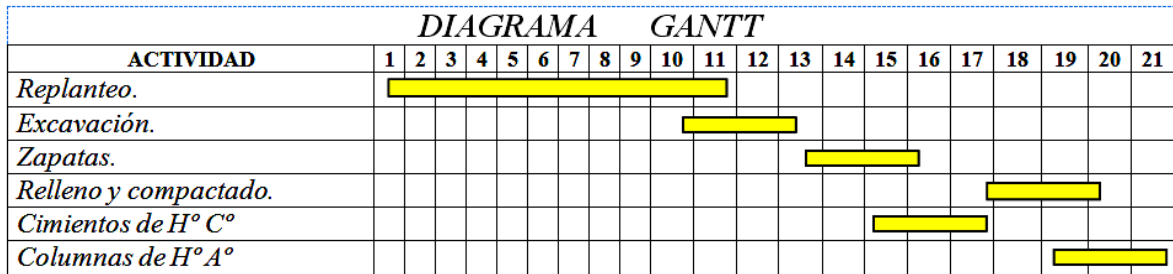 DIAGRAMA GANTT
ACTIVIDAD 1 2 3 4 5 6 7 8 9 10 11 12 13 14 15 16 17 18 19 20 21
Replanteo.
Excavación.
Zapatas.
Relleno y compactado.
Cimientos de Hº Cº
Columnas de Hº Aº